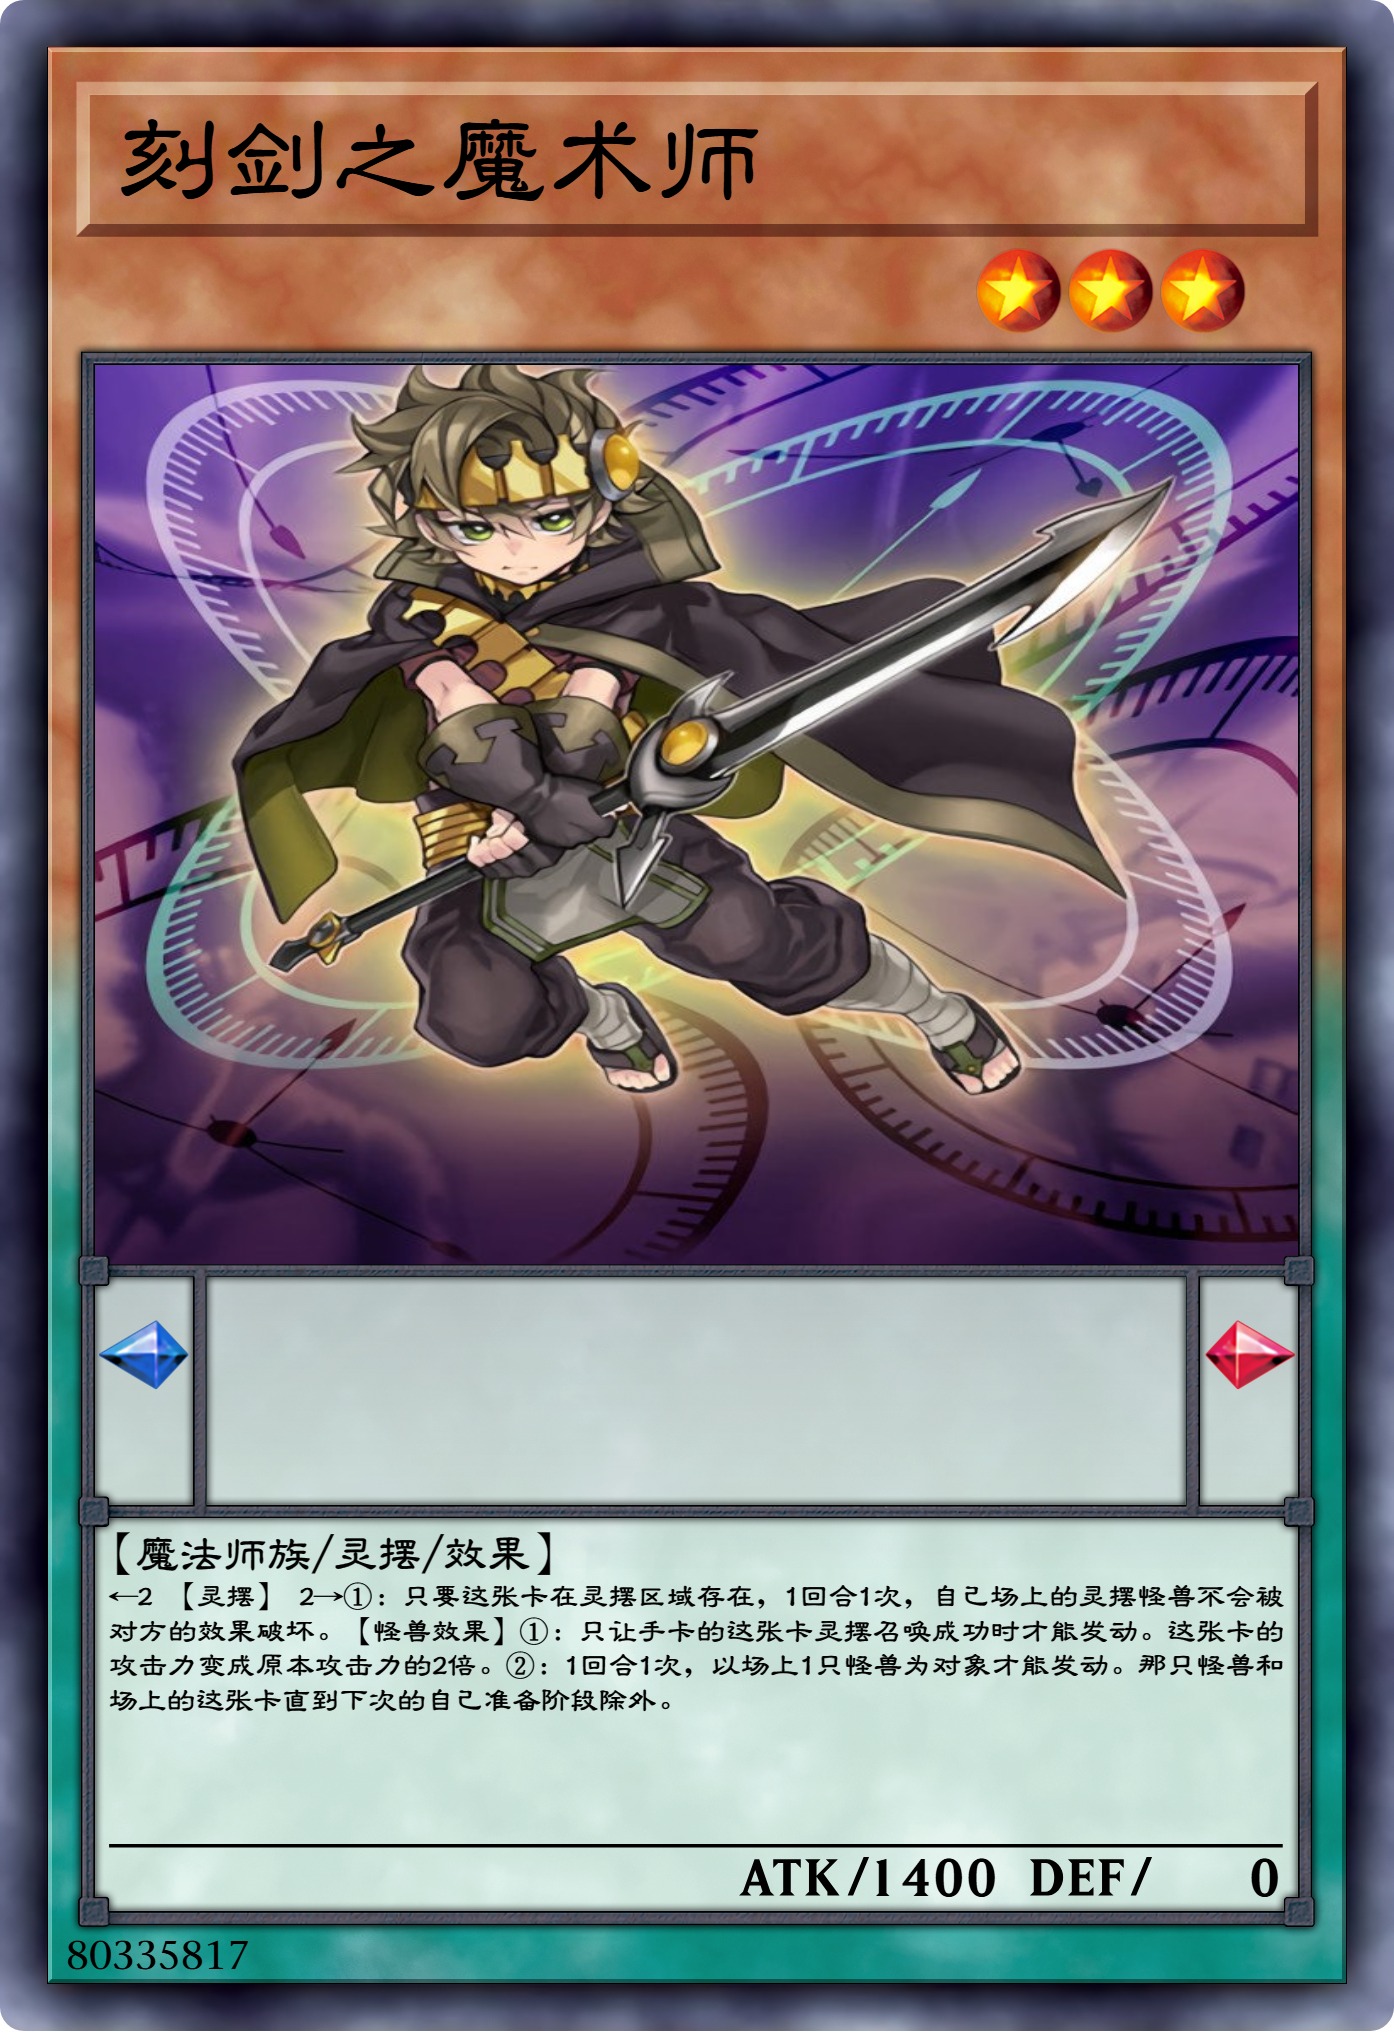 刻剑之魔术师
【魔法师族/灵摆/效果】
←2 【灵摆】 2→①：只要这张卡在灵摆区域存在，1回合1次，自己场上的灵摆怪兽不会被
对方的效果破坏。【怪兽效果】①：只让手卡的这张卡灵摆召唤成功时才能发动。这张卡的
攻击力变成原本攻击力的2倍。②：1回合1次，以场上1只怪兽为对象才能发动。那只怪兽和
场上的这张卡直到下次的自己准备阶段除外。
ATK/1400 DEF/ 0
80335817